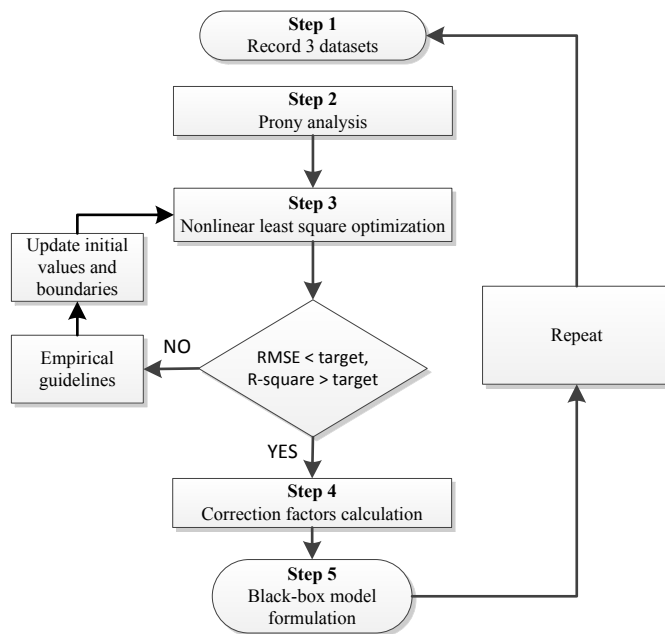 Step 1
Record 3 datasets
Step 2
Prony analysis
Step 3
Nonlinear least square optimization
Update initial
values and
boundaries
Empirical
guidelines
NO
RMSE < target,
R-square > target
Repeat
YES
Step 4
Correction factors calculation
Step 5
Black-box model
formulation